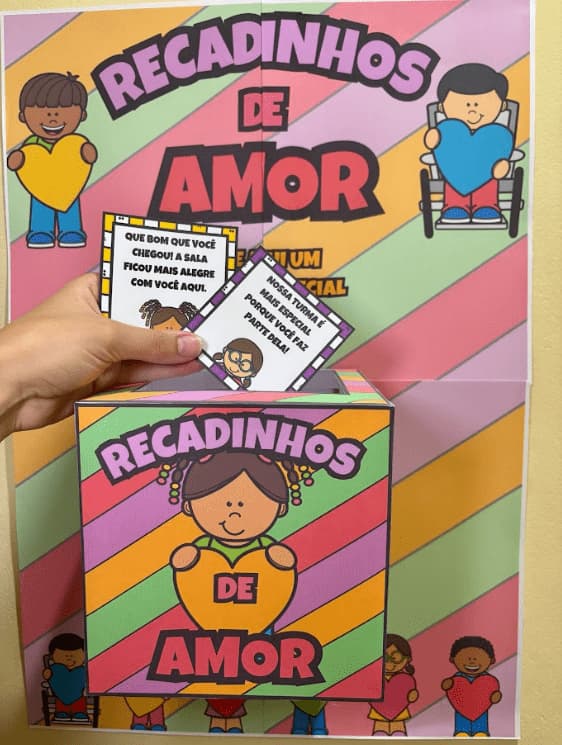 RECADINHOS
DE
AMOR
UM
QUE BOM QUE VOCÊ
CHEGOU! A SALA
FICOU MAIS ALEGRE
COM VOCÊ AQUI.
NOSSA TURMA É
MAIS ESPECIAL
PORQUE VOCÊ FAZ
PARTE DELA!
RECADINHOS
DE
AMOR